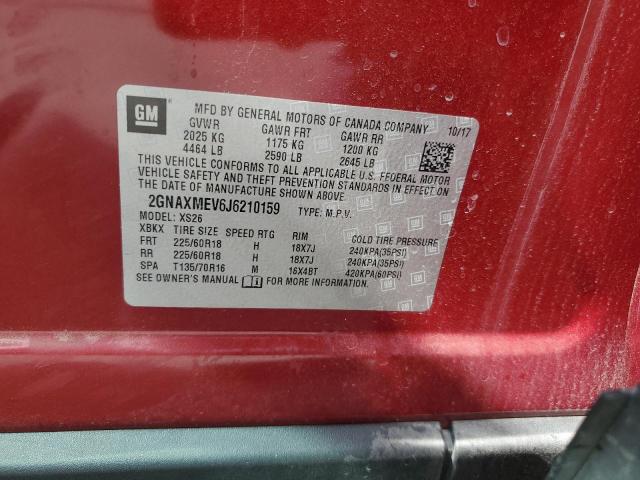 GM
MFD BY GENERAL MOTORS OF CANADA COMPANY 10/17
GVWR GAWR FRT GAWR RR
2025 KG 1175 KG 1200 KG
4464 LB 2590 LB 2645 LB
THIS VEHICLE CONFORMS TO ALL APPLICABLE U.S. FEDERAL MOTOR
VEHICLE SAFETY AND THEFT PREVENTION STANDARDS IN EFFECT ON
THE DATE OF MANUFACTURE SHOWN ABOVE.
2GNAXMEV6J6210159 TYPE: M.P.V.
MODEL: XS26
XBKX TIRE SIZE SPEED RTG RIM COLD TIRE PRESSURE
FRT 225/60R18 H 18X7J 240KPA(35PSI)
RR 225/60R18 H 18X7J 240KPA(35PSI)
SPA T135/70R16 M 16X4BT 420KPA(60PSI)
SEE OWNER'S MANUAL FOR MORE INFORMATION.